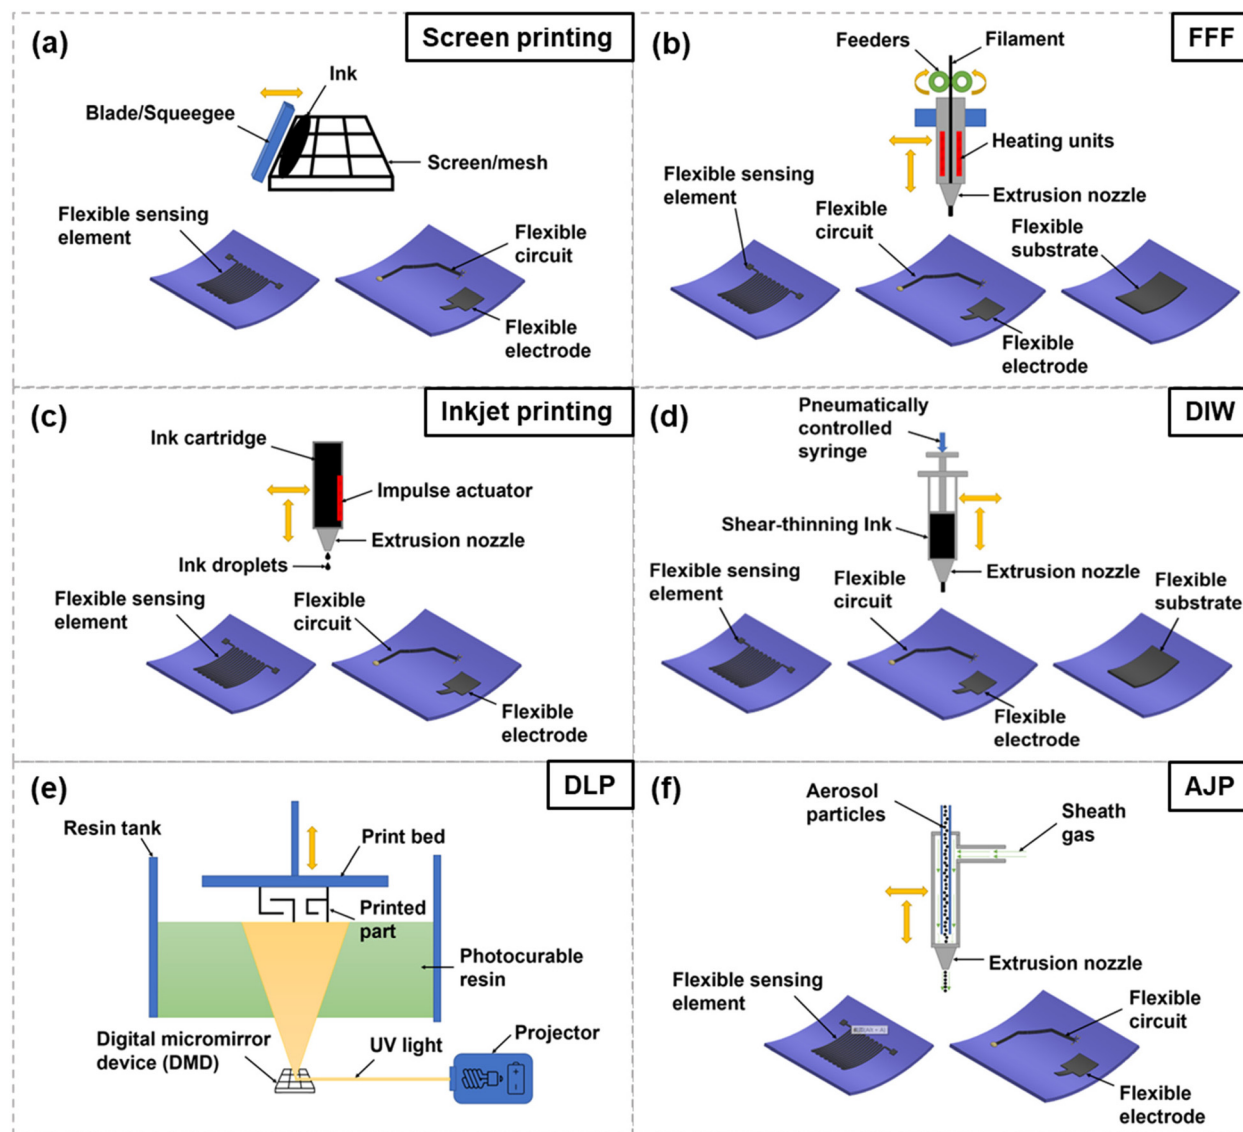 (a)
Screen printing
Ink
Blade/Squeegee
Screen/mesh
Flexible sensing
element
Flexible
circuit
Flexible
electrode
(b)
FFF
Feeders
Filament
Heating units
Extrusion nozzle
Flexible sensing
element
Flexible
circuit
Flexible
substrate
Flexible
electrode
(c)
Inkjet printing
Ink cartridge
Impulse actuator
Extrusion nozzle
Ink droplets
Flexible sensing
element
Flexible
circuit
Flexible
electrode
(d)
DIW
Pneumatically
controlled
syringe
Shear-thinning Ink
Extrusion nozzle
Flexible sensing
element
Flexible
circuit
Flexible
substrate
Flexible
electrode
(e)
DLP
Resin tank
Print bed
Printed
part
Photocurable
resin
Digital micromirror
device (DMD)
UV light
Projector
(f)
AJP
Aerosol
particles
Sheath
gas
Extrusion nozzle
Flexible sensing
element
Flexible
circuit
Flexible
electrode